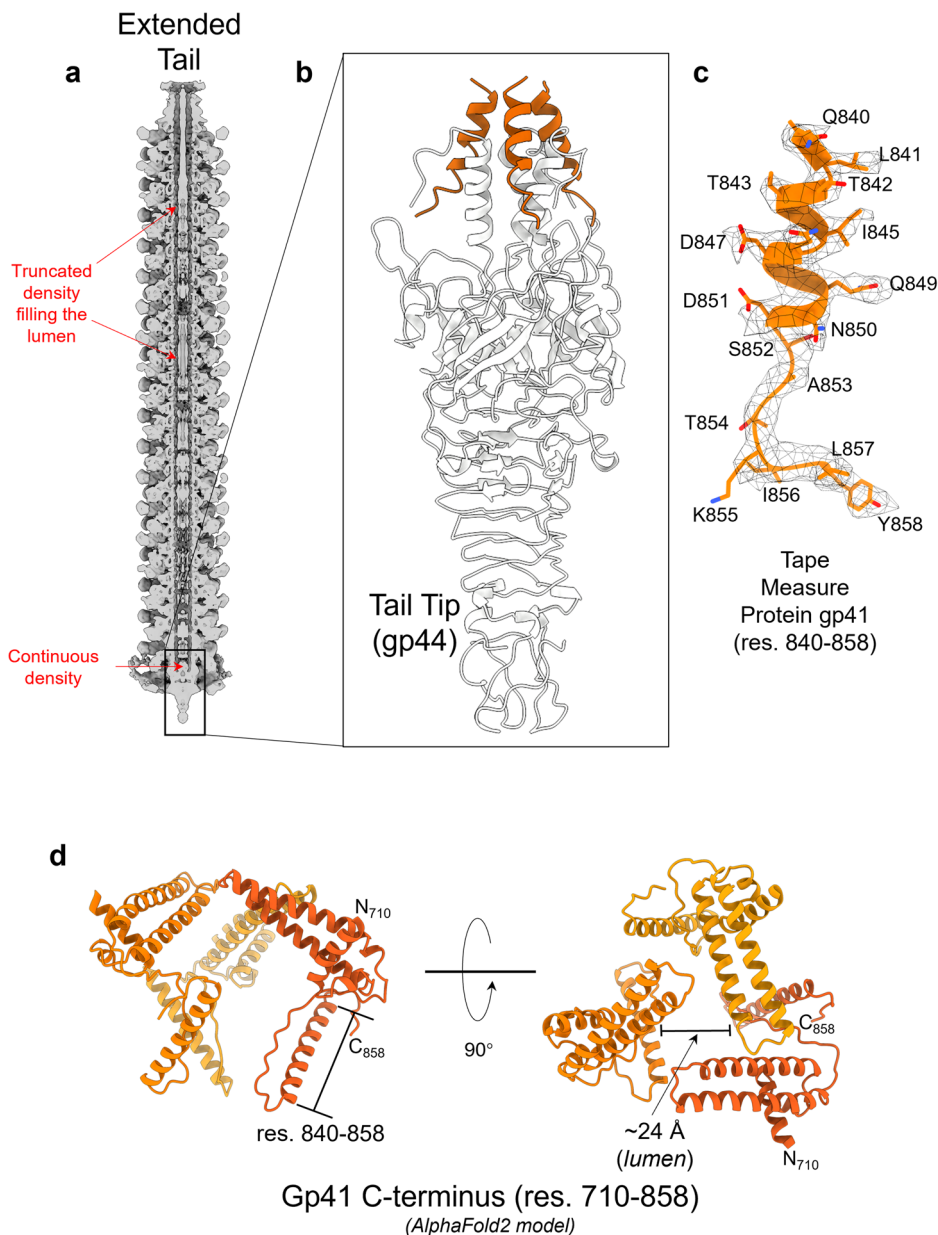 Extended
Tail
a
b
c
Truncated
density
filling the
lumen
Continuous
density
Tail Tip
(gp44)
Q840
L841
T843
T842
I845
D847
Q849
D851
N850
S852
A853
T854
L857
I856
K855
Y858
Tape
Measure
Protein gp41
(res. 840-858)
d
N710
C858
res. 840-858
90°
C858
~24 Å
(lumen)
N710
Gp41 C-terminus (res. 710-858)
(AlphaFold2 model)